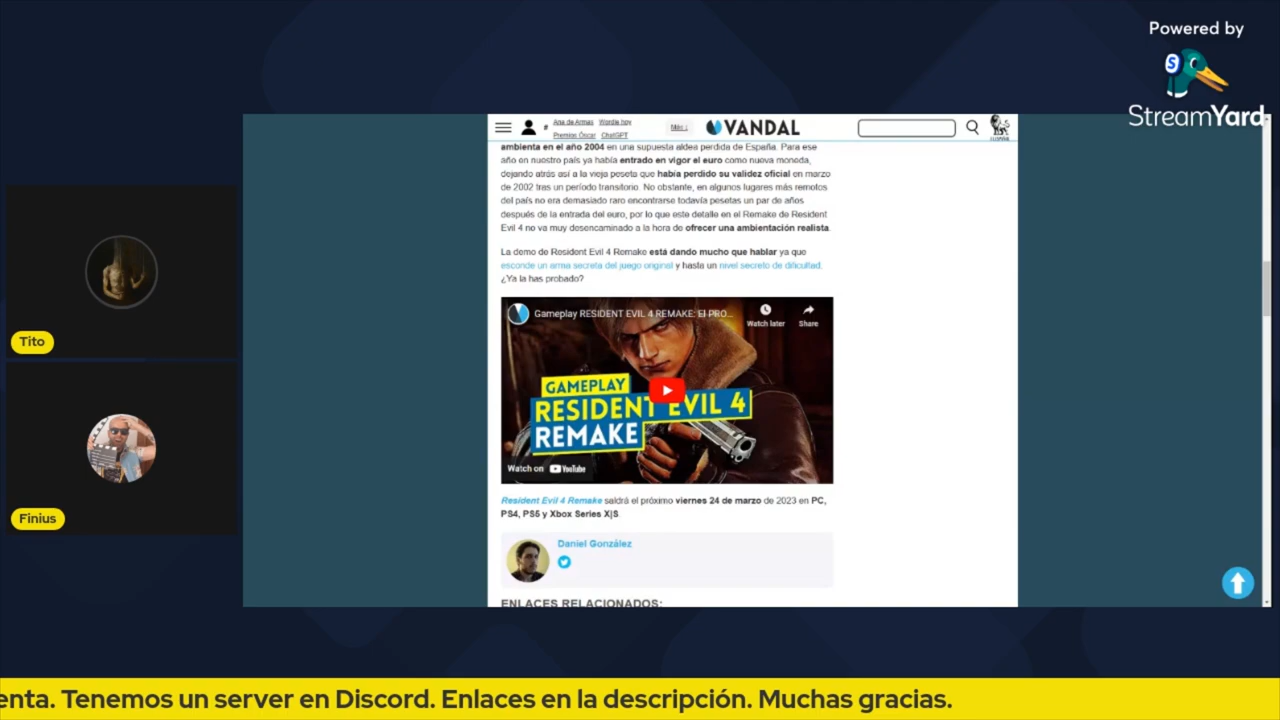 Powered by
StreamYard
# Ana de Armas Wordle hoy
Premios Óscar ChatGPT
Más ↓
VANDAL
ambienta en el año 2004 en una supuesta aldea perdida de España. Para ese
año en nuestro país ya había entrado en vigor el euro como nueva moneda,
dejando atrás así a la vieja peseta que había perdido su validez oficial en marzo
de 2002 tras un período transitorio. No obstante, en algunos lugares más remotos
del país no era demasiado raro encontrarse todavía pesetas un par de años
después de la entrada del euro, por lo que este detalle en el Remake de Resident
Evil 4 no va muy desencaminado a la hora de ofrecer una ambientación realista.
La demo de Resident Evil 4 Remake está dando mucho que hablar ya que
esconde un arma secreta del juego original y hasta un nivel secreto de dificultad.
¿Ya la has probado?
Gameplay RESIDENT EVIL 4 REMAKE: El PRO...
Watch later
Share
GAMEPLAY
RESIDENT EVIL 4
REMAKE
Watch on YouTube
Resident Evil 4 Remake saldrá el próximo viernes 24 de marzo de 2023 en PC,
PS4, PS5 y Xbox Series X|S.
Daniel González
ENLACES RELACIONADOS:
Tito
Finius
enta. Tenemos un server en Discord. Enlaces en la descripción. Muchas gracias.